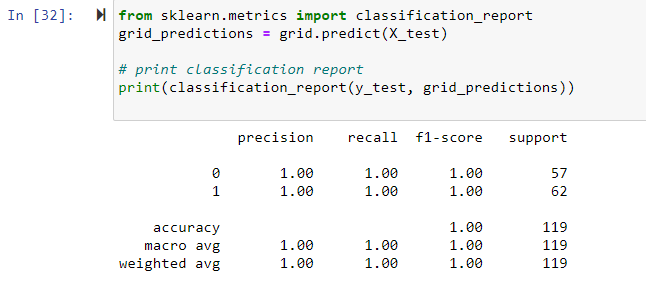 In [32]:
from sklearn.metrics import classification_report
grid_predictions = grid.predict(X_test)
# print classification report
print(classification_report(y_test, grid_predictions))
precision recall f1-score support
0 1.00 1.00 1.00 57
1 1.00 1.00 1.00 62
accuracy 1.00 119
macro avg 1.00 1.00 1.00 119
weighted avg 1.00 1.00 1.00 119